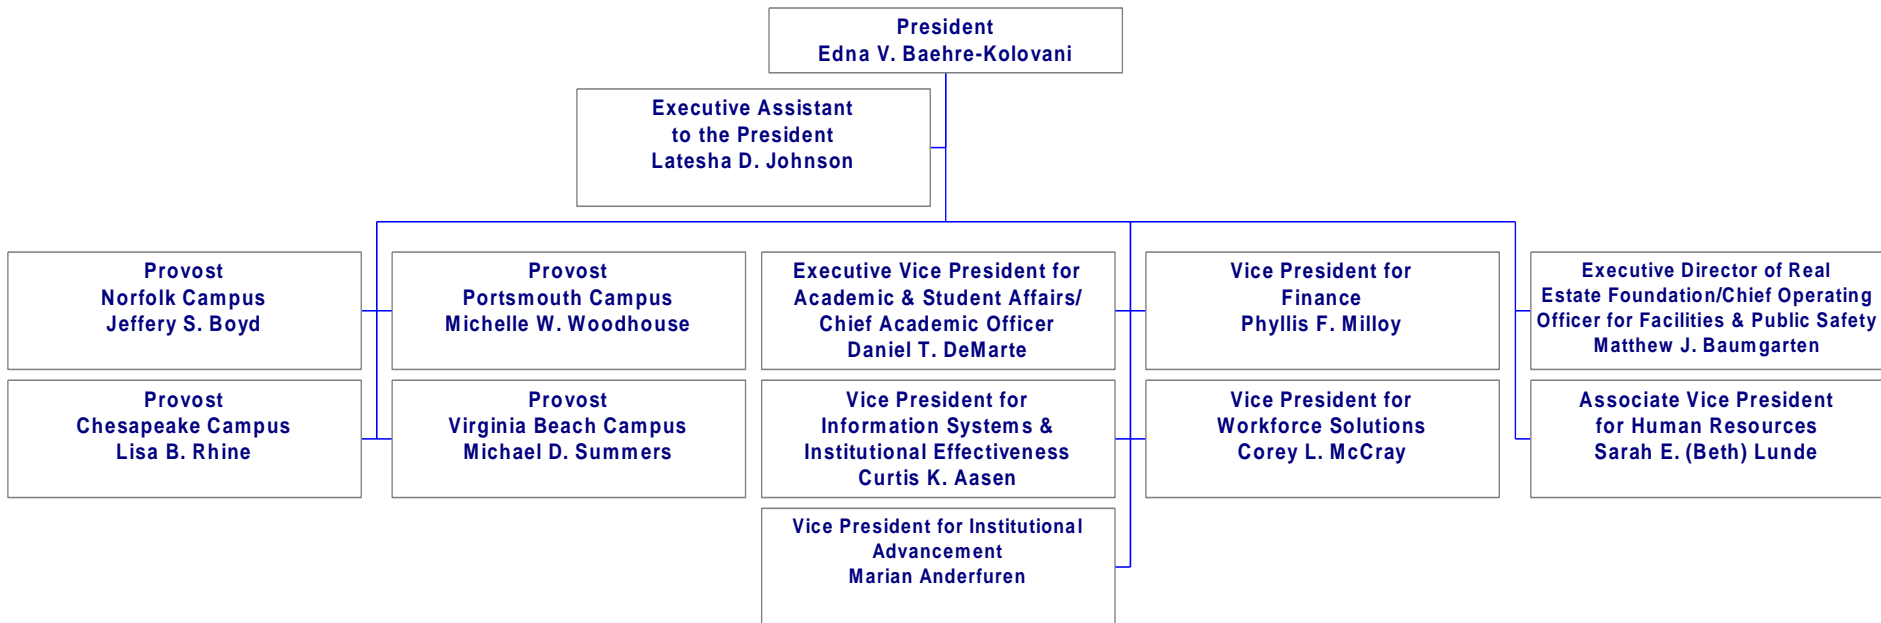 President
Edna V. Baehre-Kolovani
Executive Assistant
to the President
Latesha D. Johnson
Provost
Norfolk Campus
Jeffery S. Boyd
Provost
Portsmouth Campus
Michelle W. Woodhouse
Executive Vice President for
Academic & Student Affairs/
Chief Academic Officer
Daniel T. DeMarte
Vice President for
Finance
Phyllis F. Milloy
Executive Director of Real
Estate Foundation/Chief Operating
Officer for Facilities & Public Safety
Matthew J. Baumgarten
Provost
Chesapeake Campus
Lisa B. Rhine
Provost
Virginia Beach Campus
Michael D. Summers
Vice President for
Information Systems &
Institutional Effectiveness
Curtis K. Aasen
Vice President for
Workforce Solutions
Corey L. McCray
Associate Vice President
for Human Resources
Sarah E. (Beth) Lunde
Vice President for Institutional
Advancement
Marian Anderfuren